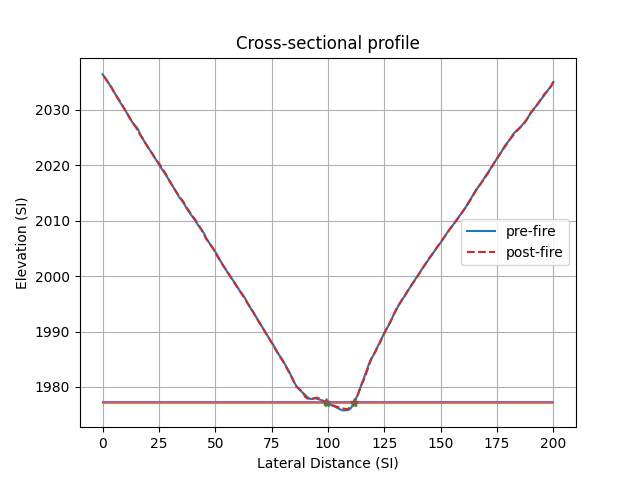 Cross-sectional profile
Elevation (SI)
2030
2020
2010
2000
1990
1980
pre-fire
post-fire
0 25 50 75 100 125 150 175 200
Lateral Distance (SI)